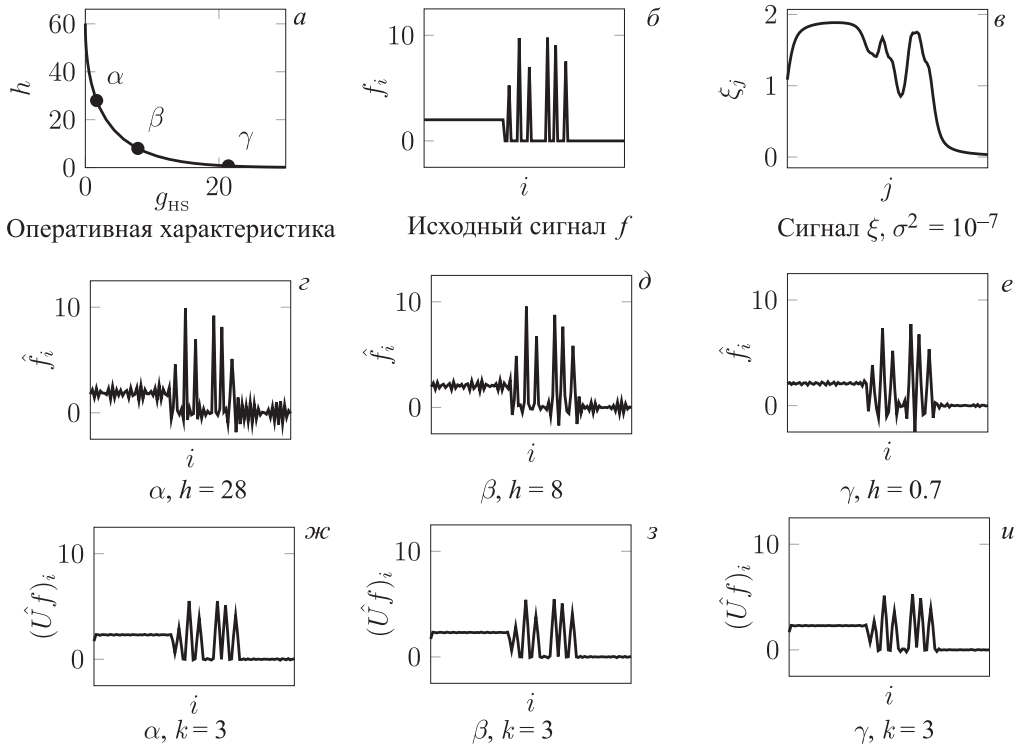 а
60
40
20
0
h
α
β
γ
0
20
g_HS
Оперативная характеристика
б
10
0
f_i
i
Исходный сигнал f
в
2
1
0
ξ_j
j
Сигнал ξ, σ² = 10⁻⁷
г
10
0
f̂_i
i
α, h = 28
д
10
0
f̂_i
i
β, h = 8
е
10
0
f̂_i
i
γ, h = 0.7
ж
10
0
(Ûf)_i
i
α, k = 3
з
10
0
(Ûf)_i
i
β, k = 3
и
10
0
(Ûf)_i
i
γ, k = 3